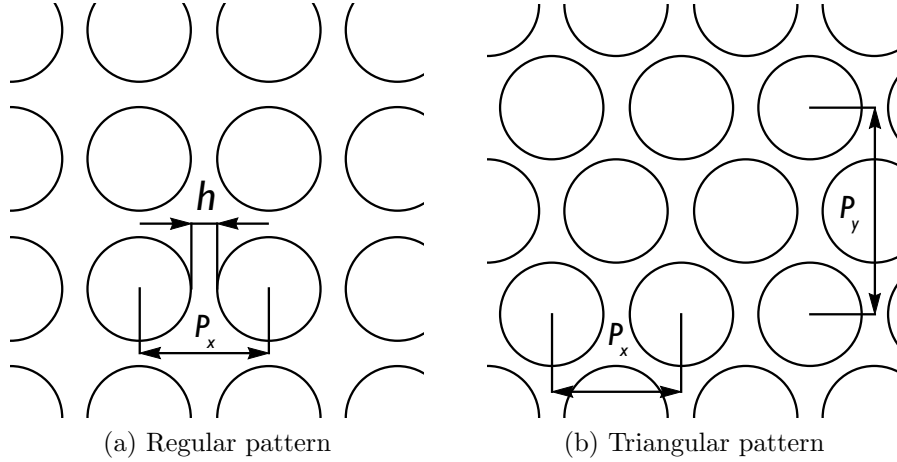 h
P_x
P_y
P_x
(a) Regular pattern
(b) Triangular pattern